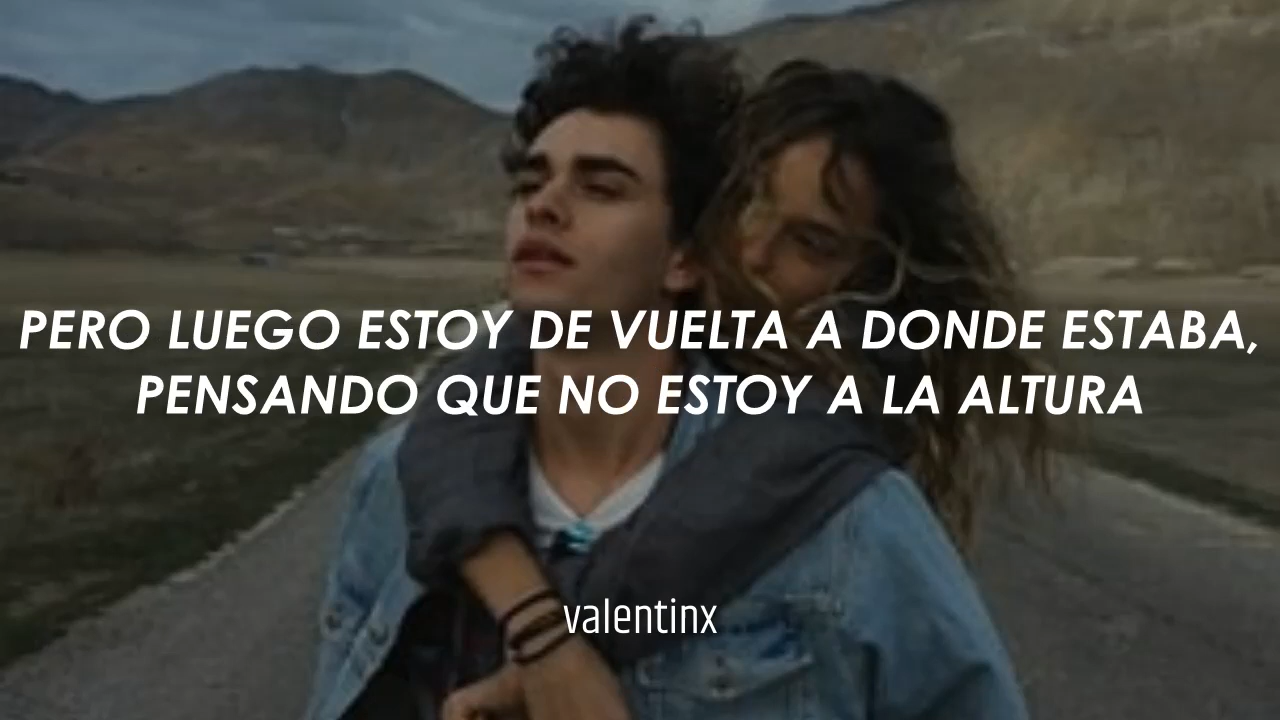 PERO LUEGO ESTOY DE VUELTA A DONDE ESTABA,
PENSANDO QUE NO ESTOY A LA ALTURA
valentinx